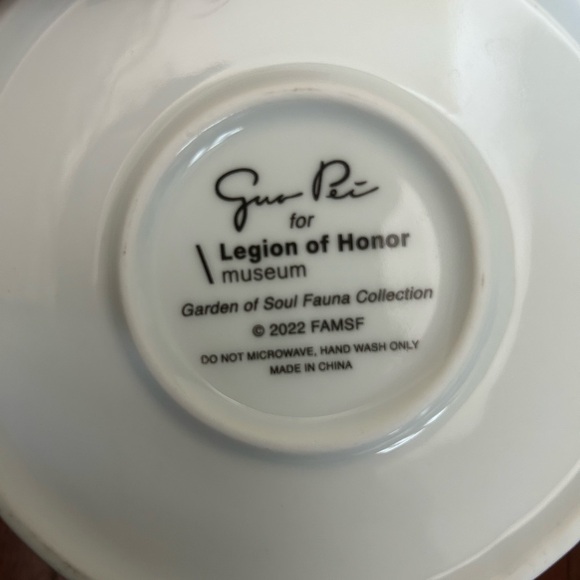 Guo Pei
for
Legion of Honor
museum
Garden of Soul Fauna Collection
© 2022 FAMSF
DO NOT MICROWAVE, HAND WASH ONLY
MADE IN CHINA